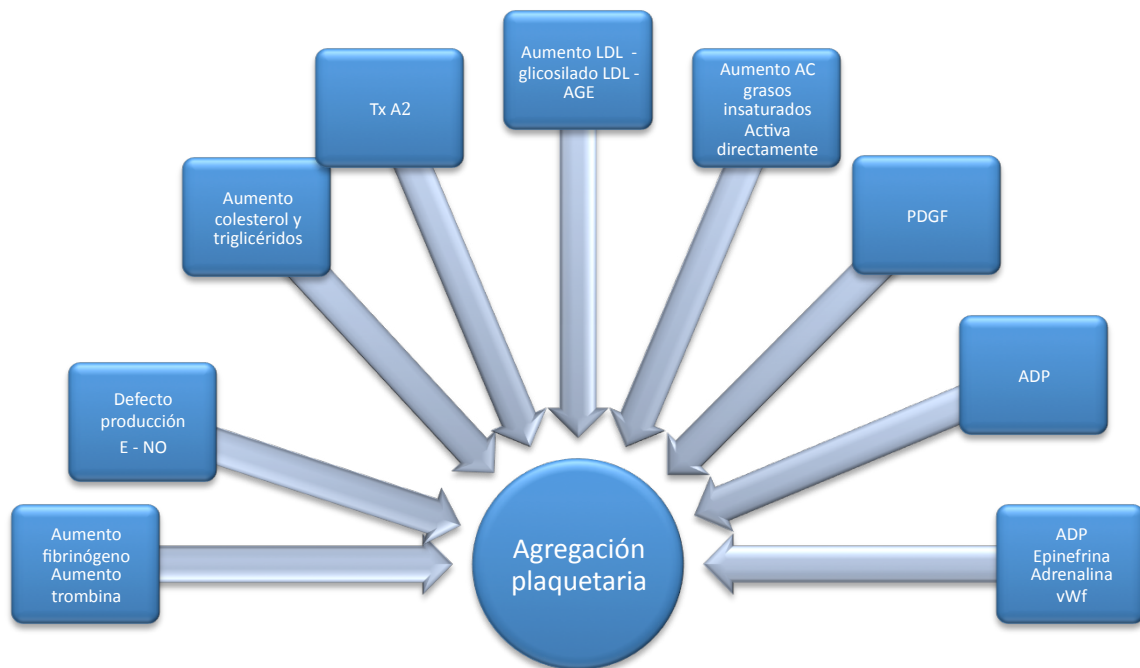 Aumento
fibrinógeno
Aumento
trombina
Defecto
producción
E - NO
Aumento
colesterol y
triglicéridos
Tx A2
Aumento LDL -
glicosilado LDL -
AGE
Aumento AC
grasos
insaturados
Activa
directamente
PDGF
ADP
ADP
Epinefrina
Adrenalina
vWf
Agregación
plaquetaria